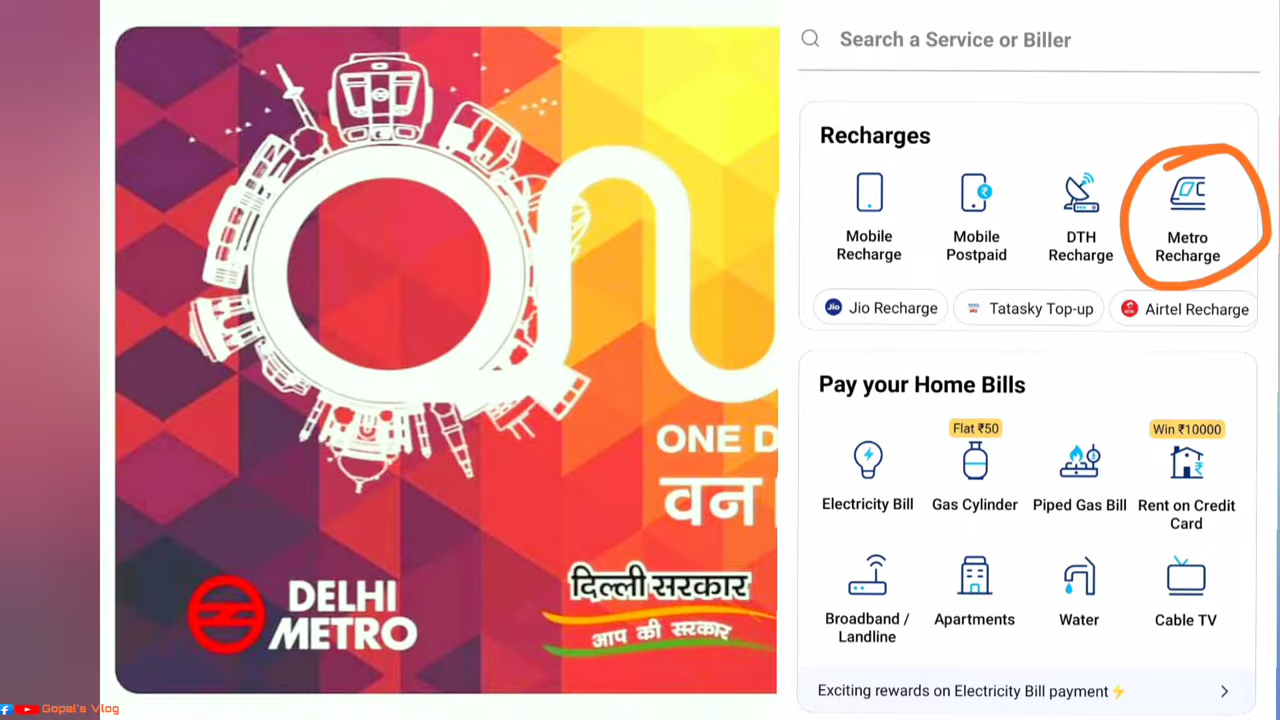 ONE D
वन
DELHI
METRO
दिल्ली सरकार
आप की सरकार
Gopal's Vlog
Search a Service or Biller
Recharges
Mobile
Recharge
Mobile
Postpaid
DTH
Recharge
Metro
Recharge
Jio Recharge
Tatasky Top-up
Airtel Recharge
Pay your Home Bills
Electricity Bill
Flat ₹50
Gas Cylinder
Piped Gas Bill
Win ₹10000
Rent on Credit
Card
Broadband /
Landline
Apartments
Water
Cable TV
Exciting rewards on Electricity Bill payment⚡